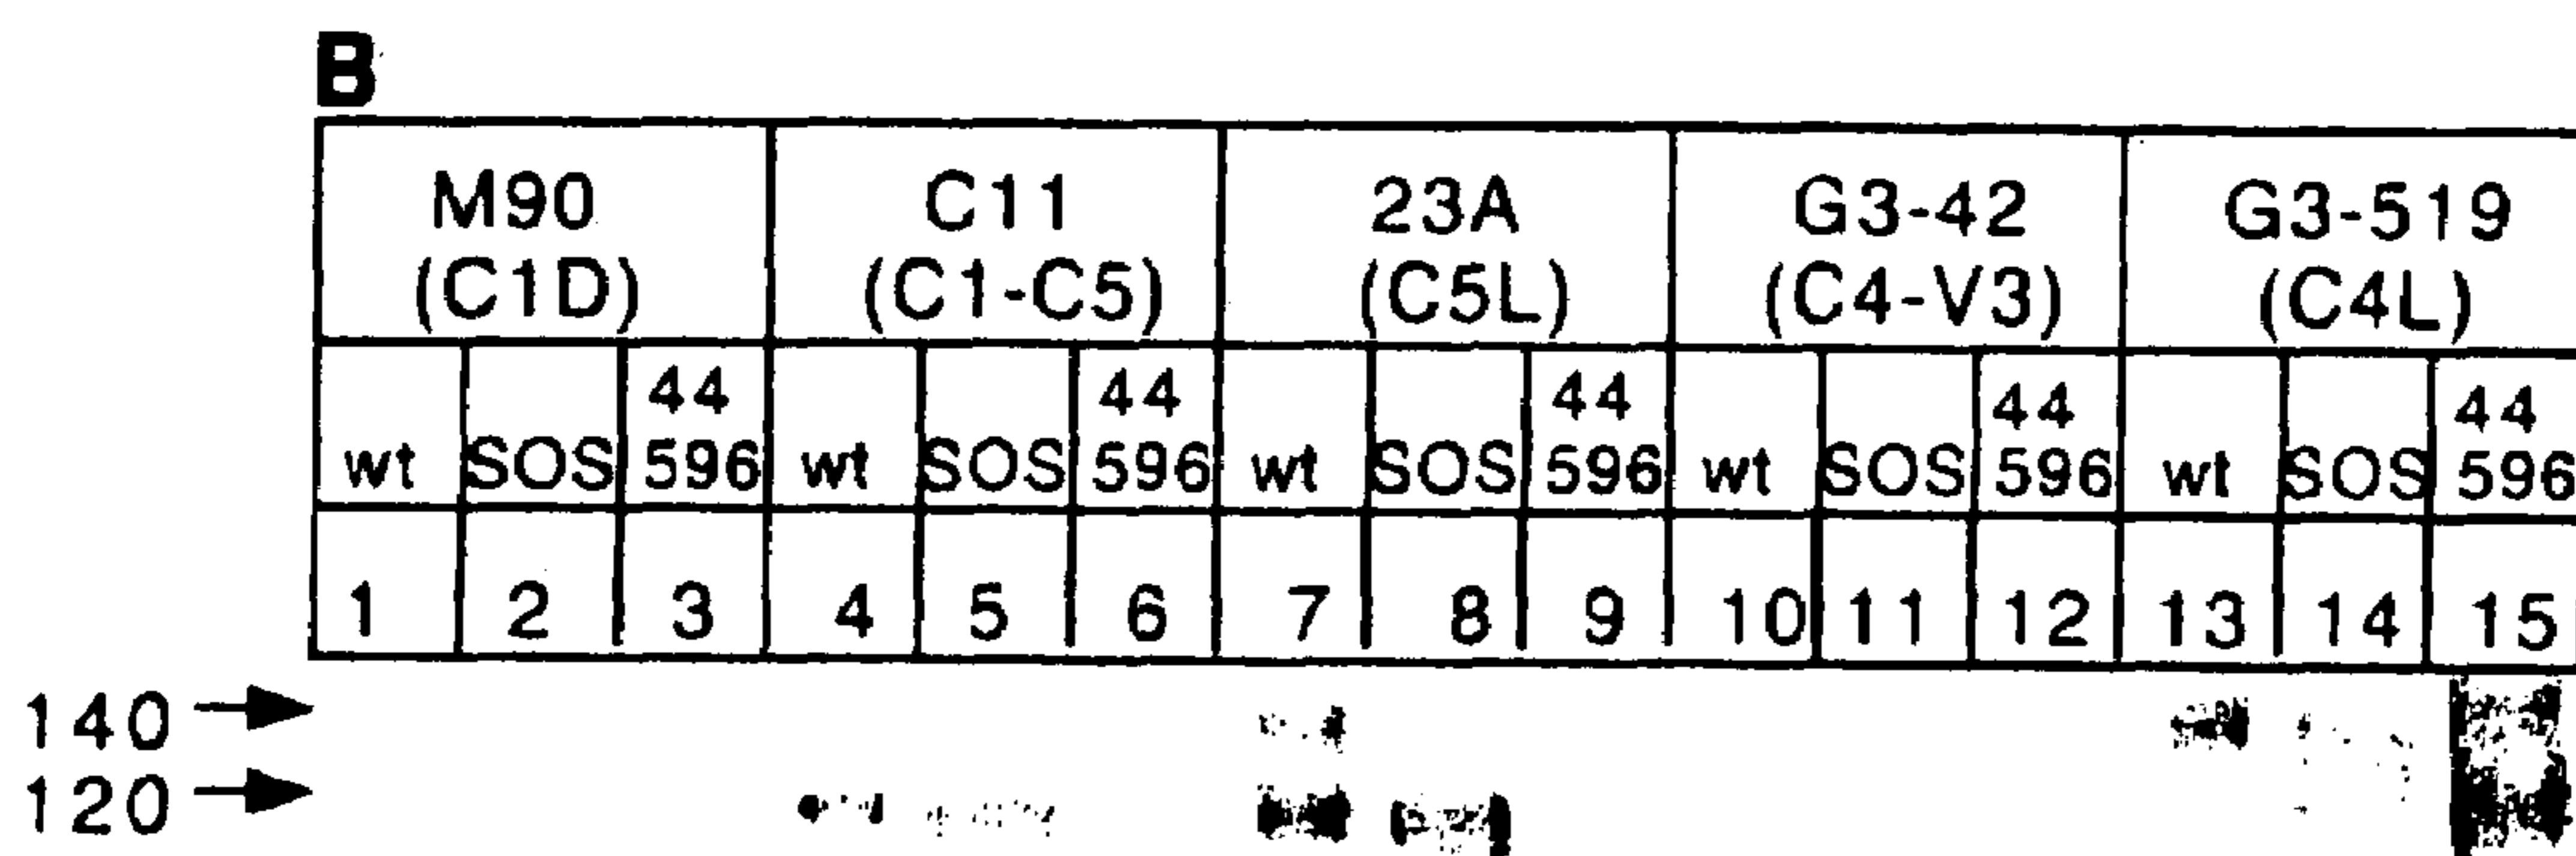 B
M90 C11 23A G3-42 G3-519
(C1D) (C1-C5) (C5L) (C4-V3) (C4L)
44 44 44 44 44
wt SOS 596 wt SOS 596 wt SOS 596 wt SOS 596 wt SOS 596
1 2 3 4 5 6 7 8 9 10 11 12 13 14 15
140
120